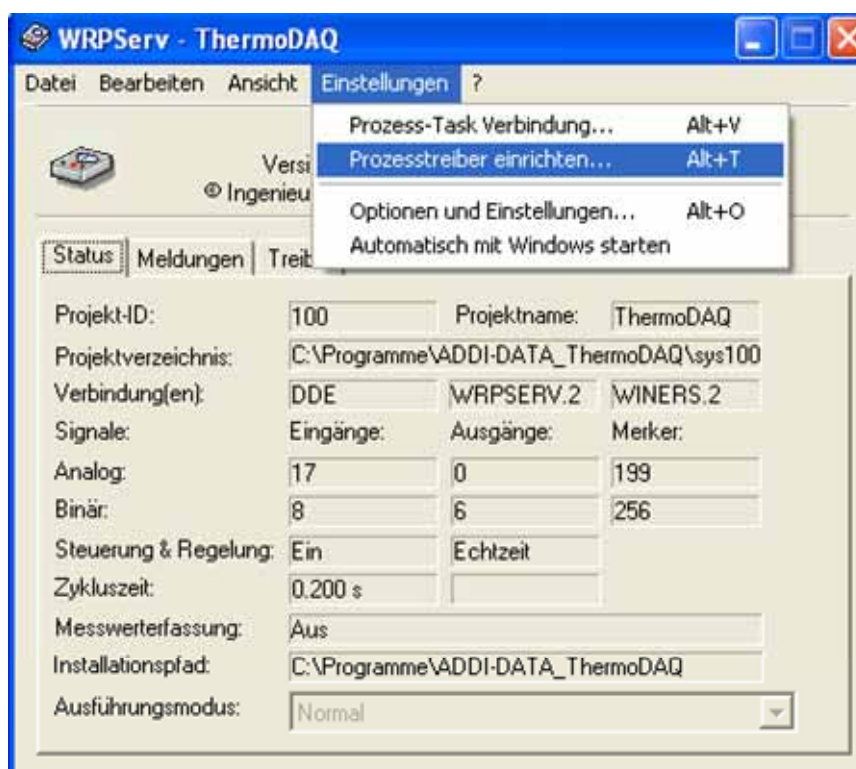 WRPServ - ThermoDAQ
Datei Bearbeiten Ansicht Einstellungen ?
Prozess-Task Verbindung... Alt+V
Prozesstreiber einrichten... Alt+T
Optionen und Einstellungen... Alt+O
Automatisch mit Windows starten
© Ingenieu
Status Meldungen
Projekt-ID: 100 Projektname: ThermoDAQ
Projektverzeichnis: C:\Programme\ADDI-DATA_ThermoDAQ\sys100
Verbindung(en): DDE WRPSERV.2 WINERS.2
Signale: Eingänge: Ausgänge: Merker:
Analog: 17 0 199
Binär: 8 6 256
Steuerung & Regelung: Ein Echtzeit
Zykluszeit: 0.200 s
Messwerterfassung: Aus
Installationspfad: C:\Programme\ADDI-DATA_ThermoDAQ
Ausführungsmodus: Normal